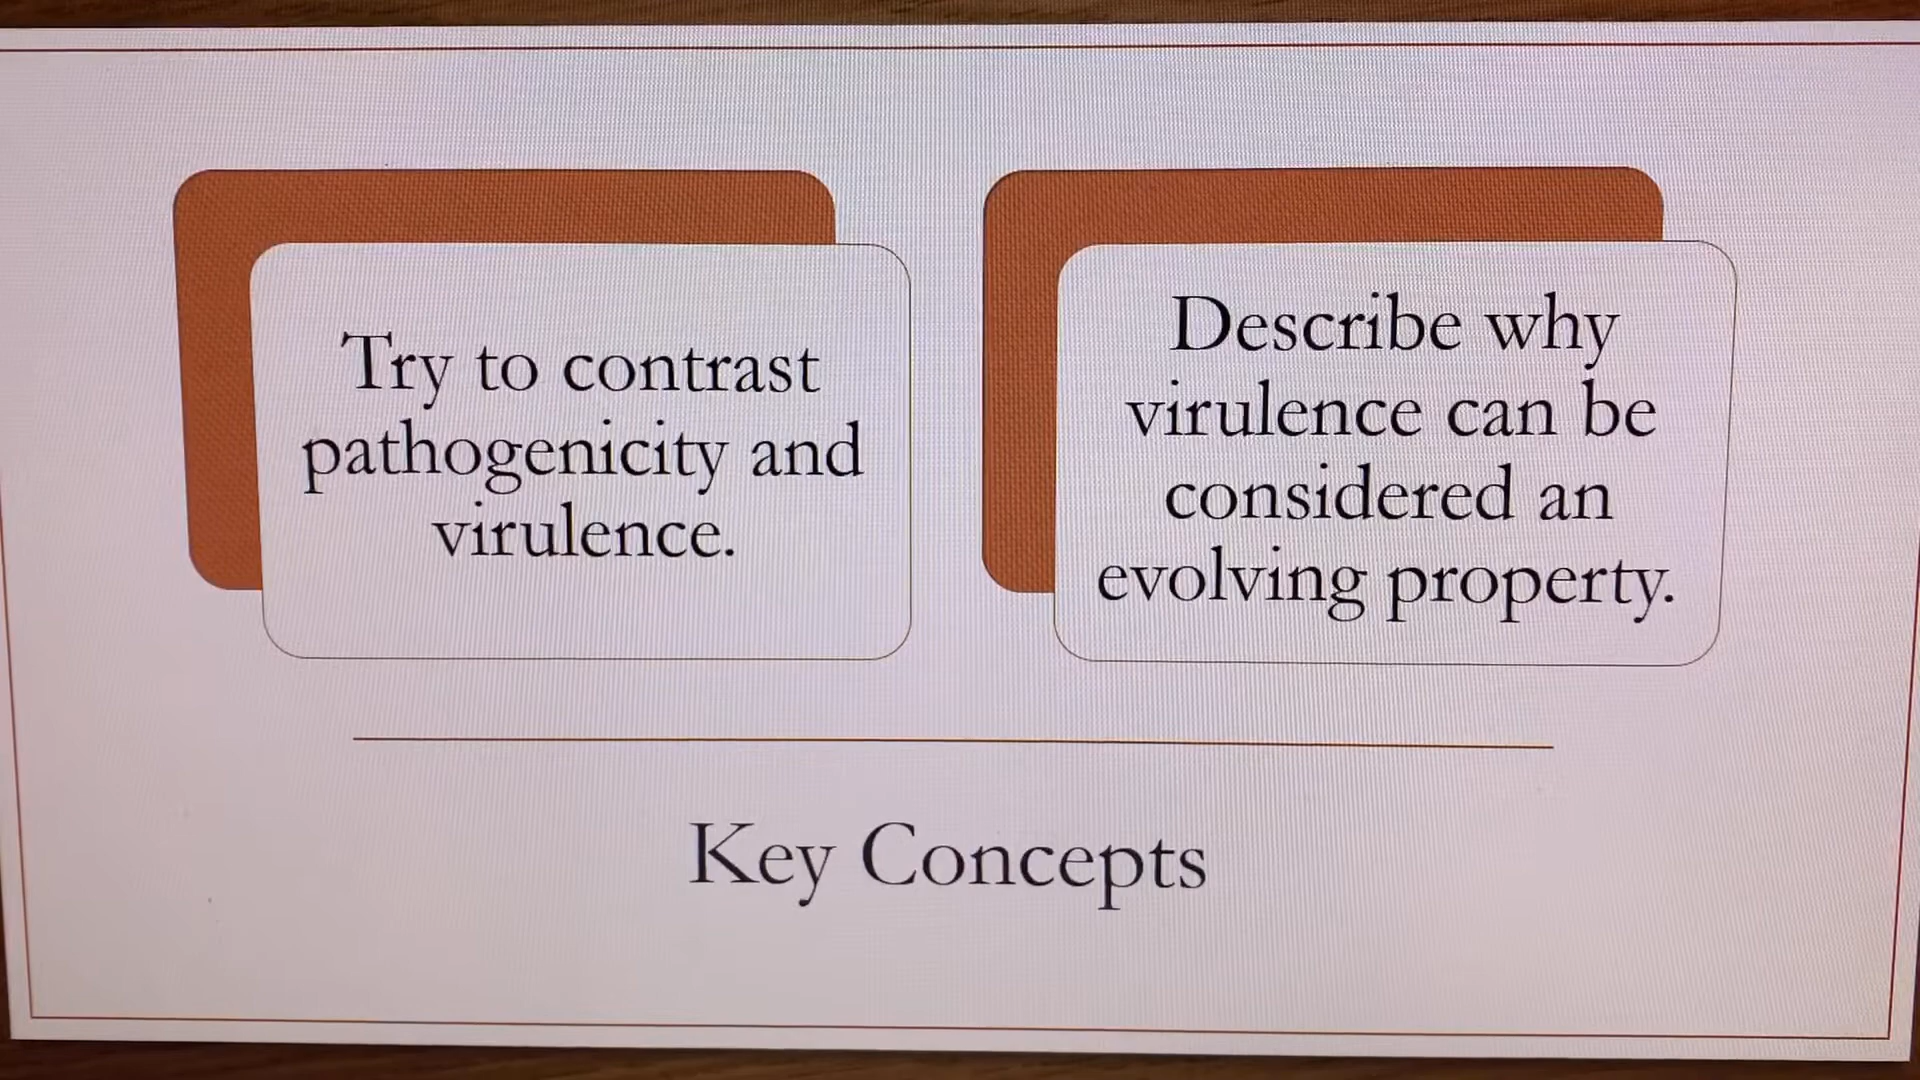 Try to contrast
pathogenicity and
virulence.
Describe why
virulence can be
considered an
evolving property.
Key Concepts